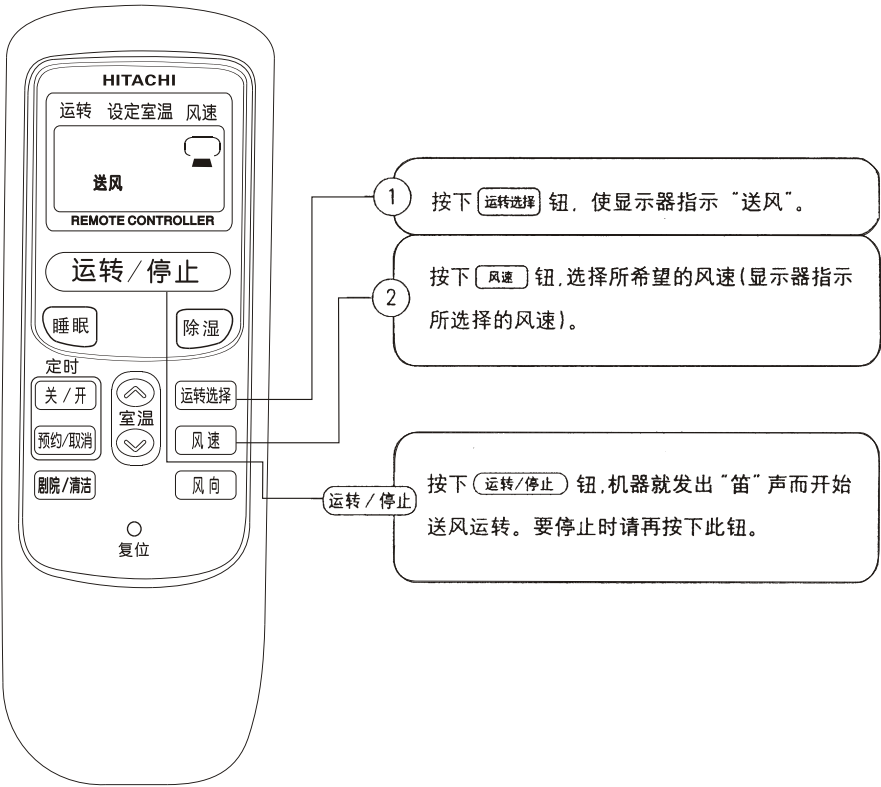 HITACHI
运转 设定室温 风速
送风
REMOTE CONTROLLER
运转/停止
睡眠 除湿
定时
关/开 运转选择
室温
预约/取消 风速
剧院/清洁 风向
复位
1 按下 运转选择 钮, 使显示器指示 “送风”。
2 按下 风速 钮,选择所希望的风速(显示器指示
所选择的风速)。
运转/停止 按下 运转/停止 钮,机器就发出“笛”声而开始
送风运转。要停止时请再按下此钮。